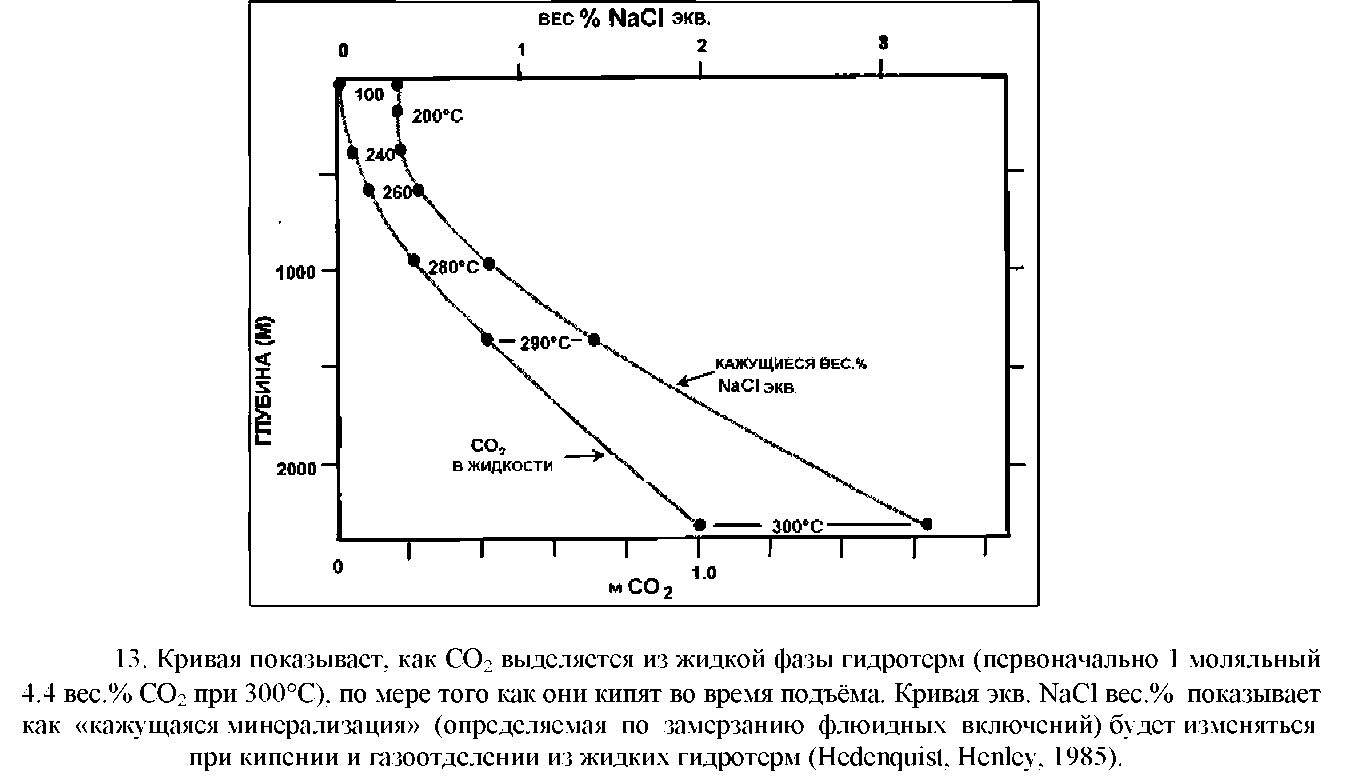 ВЕС % NaCl ЭКВ.
0 1 2 3
100
200°C
240
260
1000 280°C
290°C
КАЖУЩИЕСЯ ВЕС.%
NaCl ЭКВ.
ГЛУБИНА (М)
CO₂
В ЖИДКОСТИ
2000
300°C
0 1.0
м CO₂
13. Кривая показывает, как CO₂ выделяется из жидкой фазы гидротерм (первоначально 1 моляльный
4.4 вес.% CO₂ при 300°C), по мере того как они кипят во время подъёма. Кривая экв. NaCl вес.% показывает
как «кажущаяся минерализация» (определяемая по замерзанию флюидных включений) будет изменяться
при кипении и газоотделении из жидких гидротерм (Hedenquist, Henley, 1985).